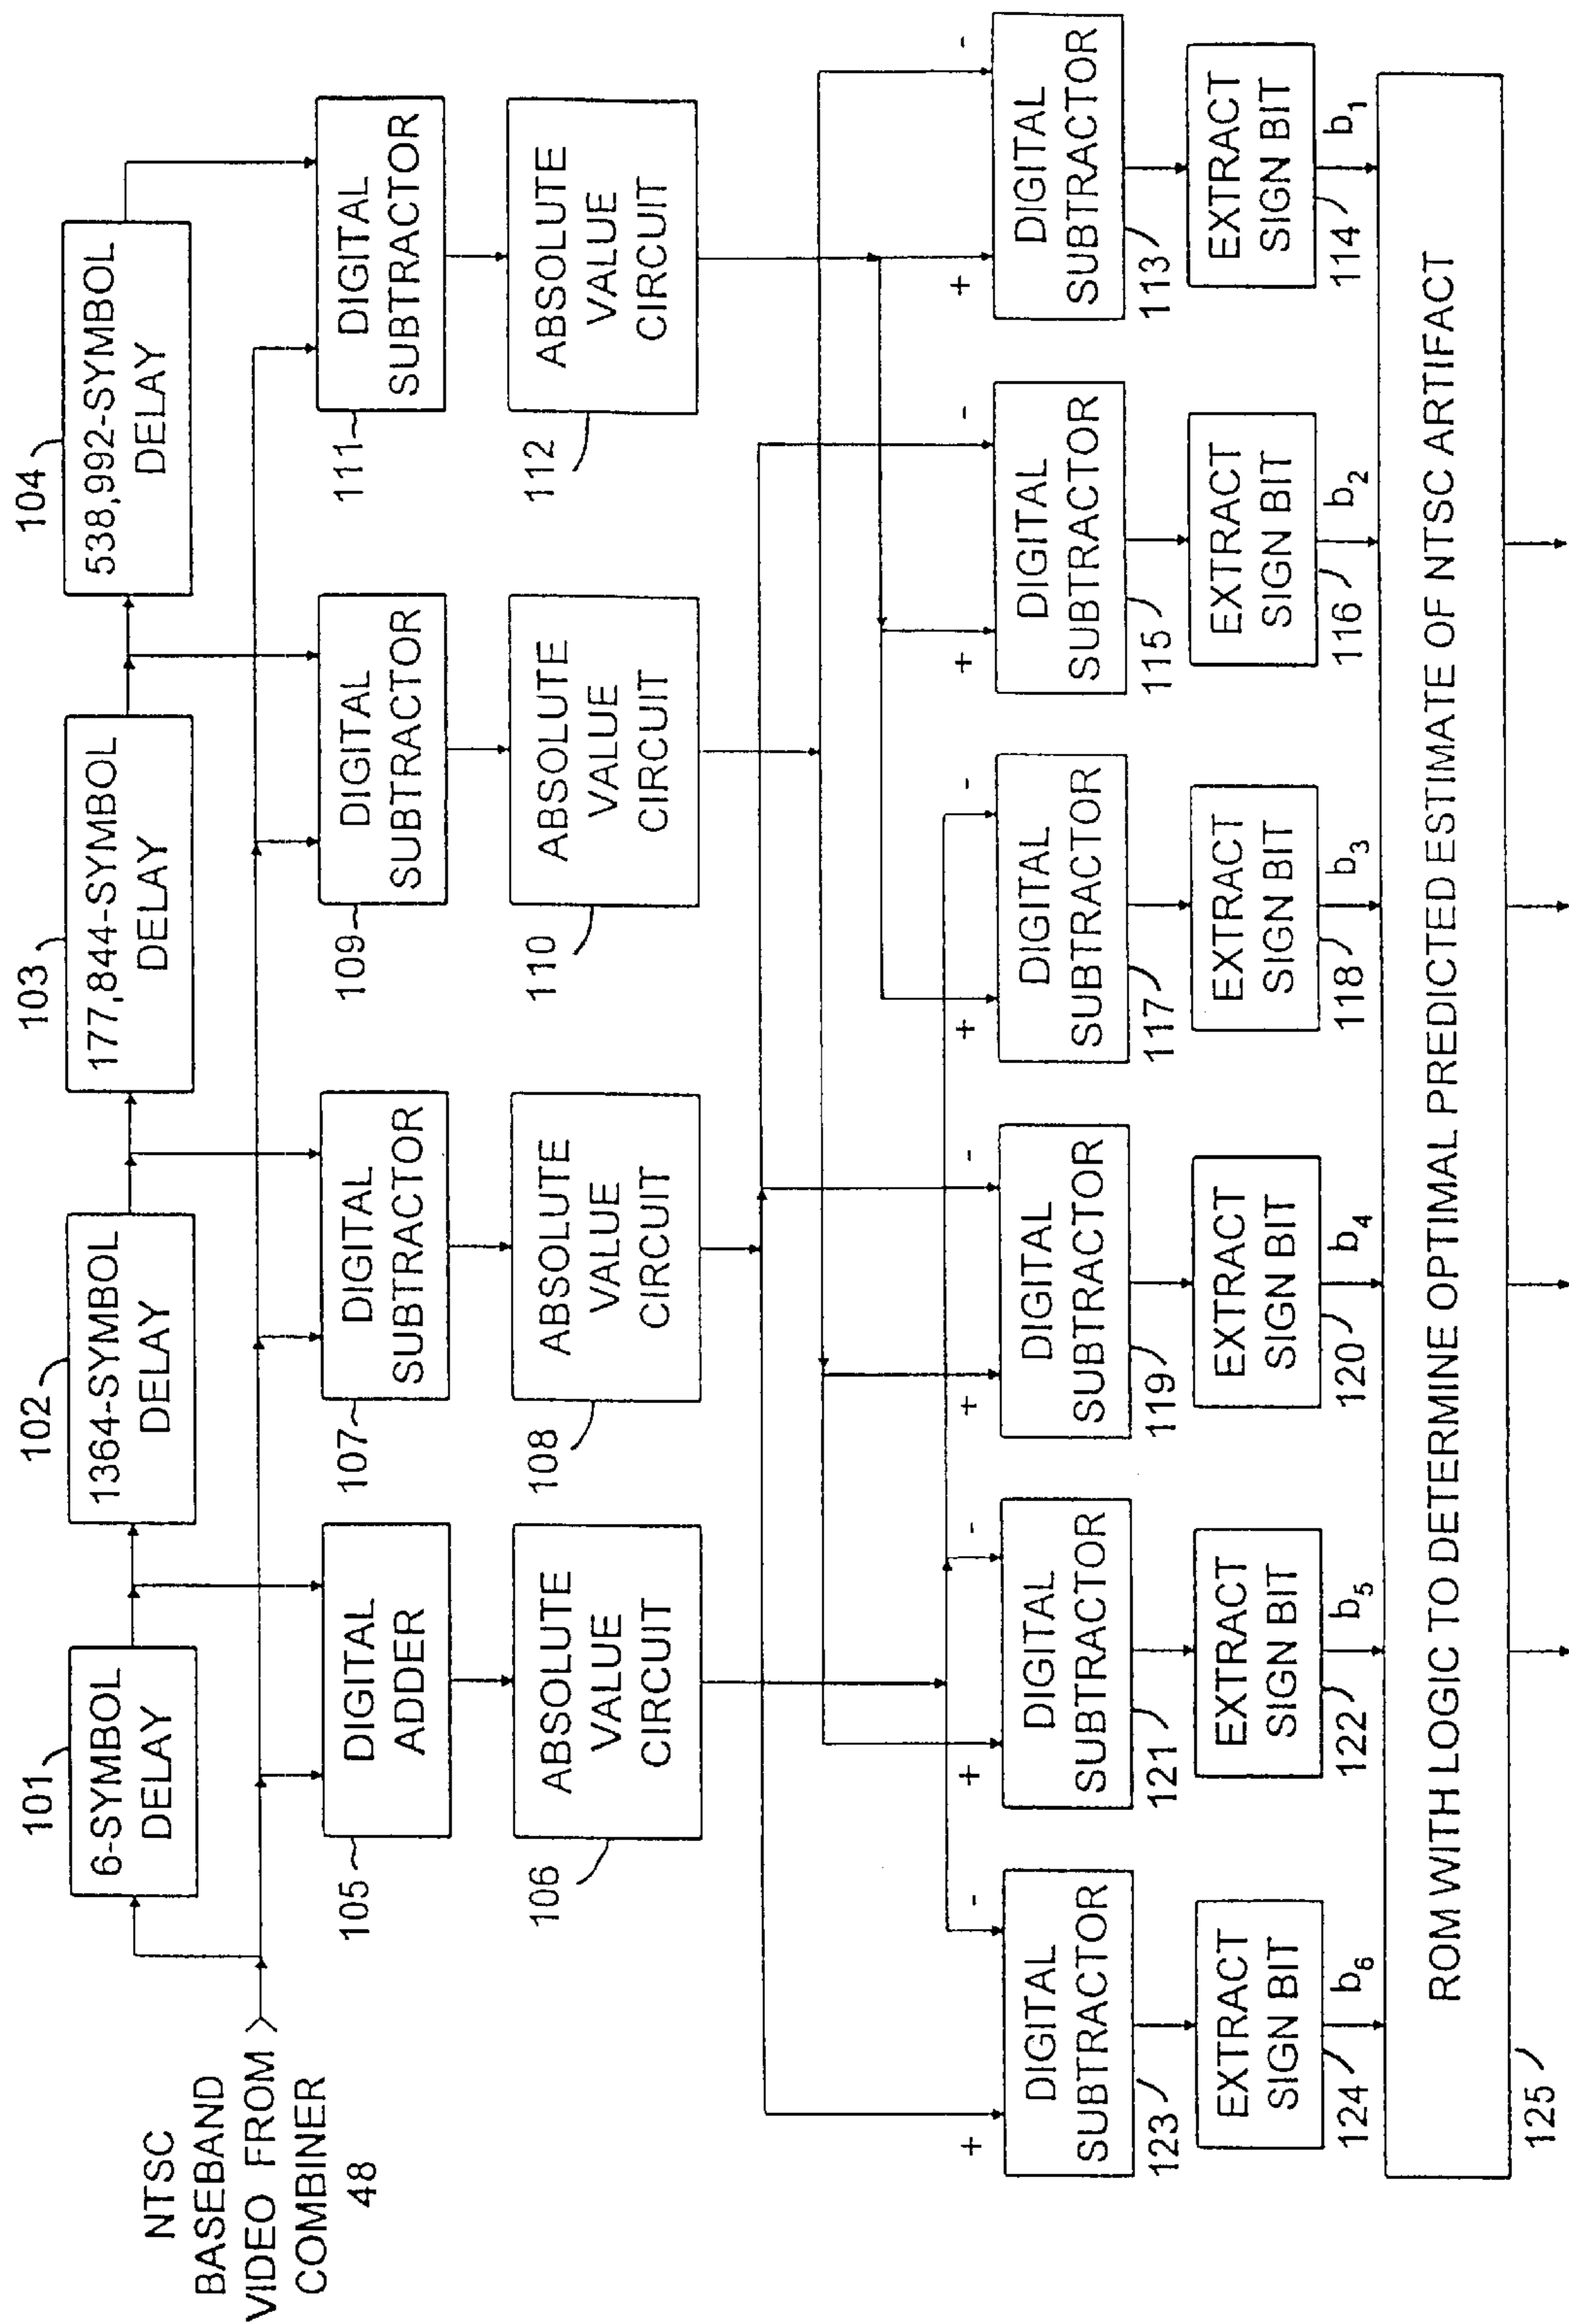 NTSC
BASEBAND
VIDEO FROM
COMBINER
48
101
6-SYMBOL
DELAY
102
1364-SYMBOL
DELAY
103
177,844-SYMBOL
DELAY
104
538,992-SYMBOL
DELAY
105
DIGITAL
ADDER
107
DIGITAL
SUBTRACTOR
109
DIGITAL
SUBTRACTOR
111
DIGITAL
SUBTRACTOR
106
ABSOLUTE
VALUE
CIRCUIT
108
ABSOLUTE
VALUE
CIRCUIT
110
ABSOLUTE
VALUE
CIRCUIT
112
ABSOLUTE
VALUE
CIRCUIT
+ -
DIGITAL
SUBTRACTOR
123
+ -
DIGITAL
SUBTRACTOR
121
+ -
DIGITAL
SUBTRACTOR
119
+ -
DIGITAL
SUBTRACTOR
117
+ -
DIGITAL
SUBTRACTOR
115
+ -
DIGITAL
SUBTRACTOR
113
EXTRACT
SIGN BIT
124
b6
EXTRACT
SIGN BIT
122
b5
EXTRACT
SIGN BIT
120
b4
EXTRACT
SIGN BIT
118
b3
EXTRACT
SIGN BIT
116
b2
EXTRACT
SIGN BIT
114
b1
ROM WITH LOGIC TO DETERMINE OPTIMAL PREDICTED ESTIMATE OF NTSC ARTIFACT
125